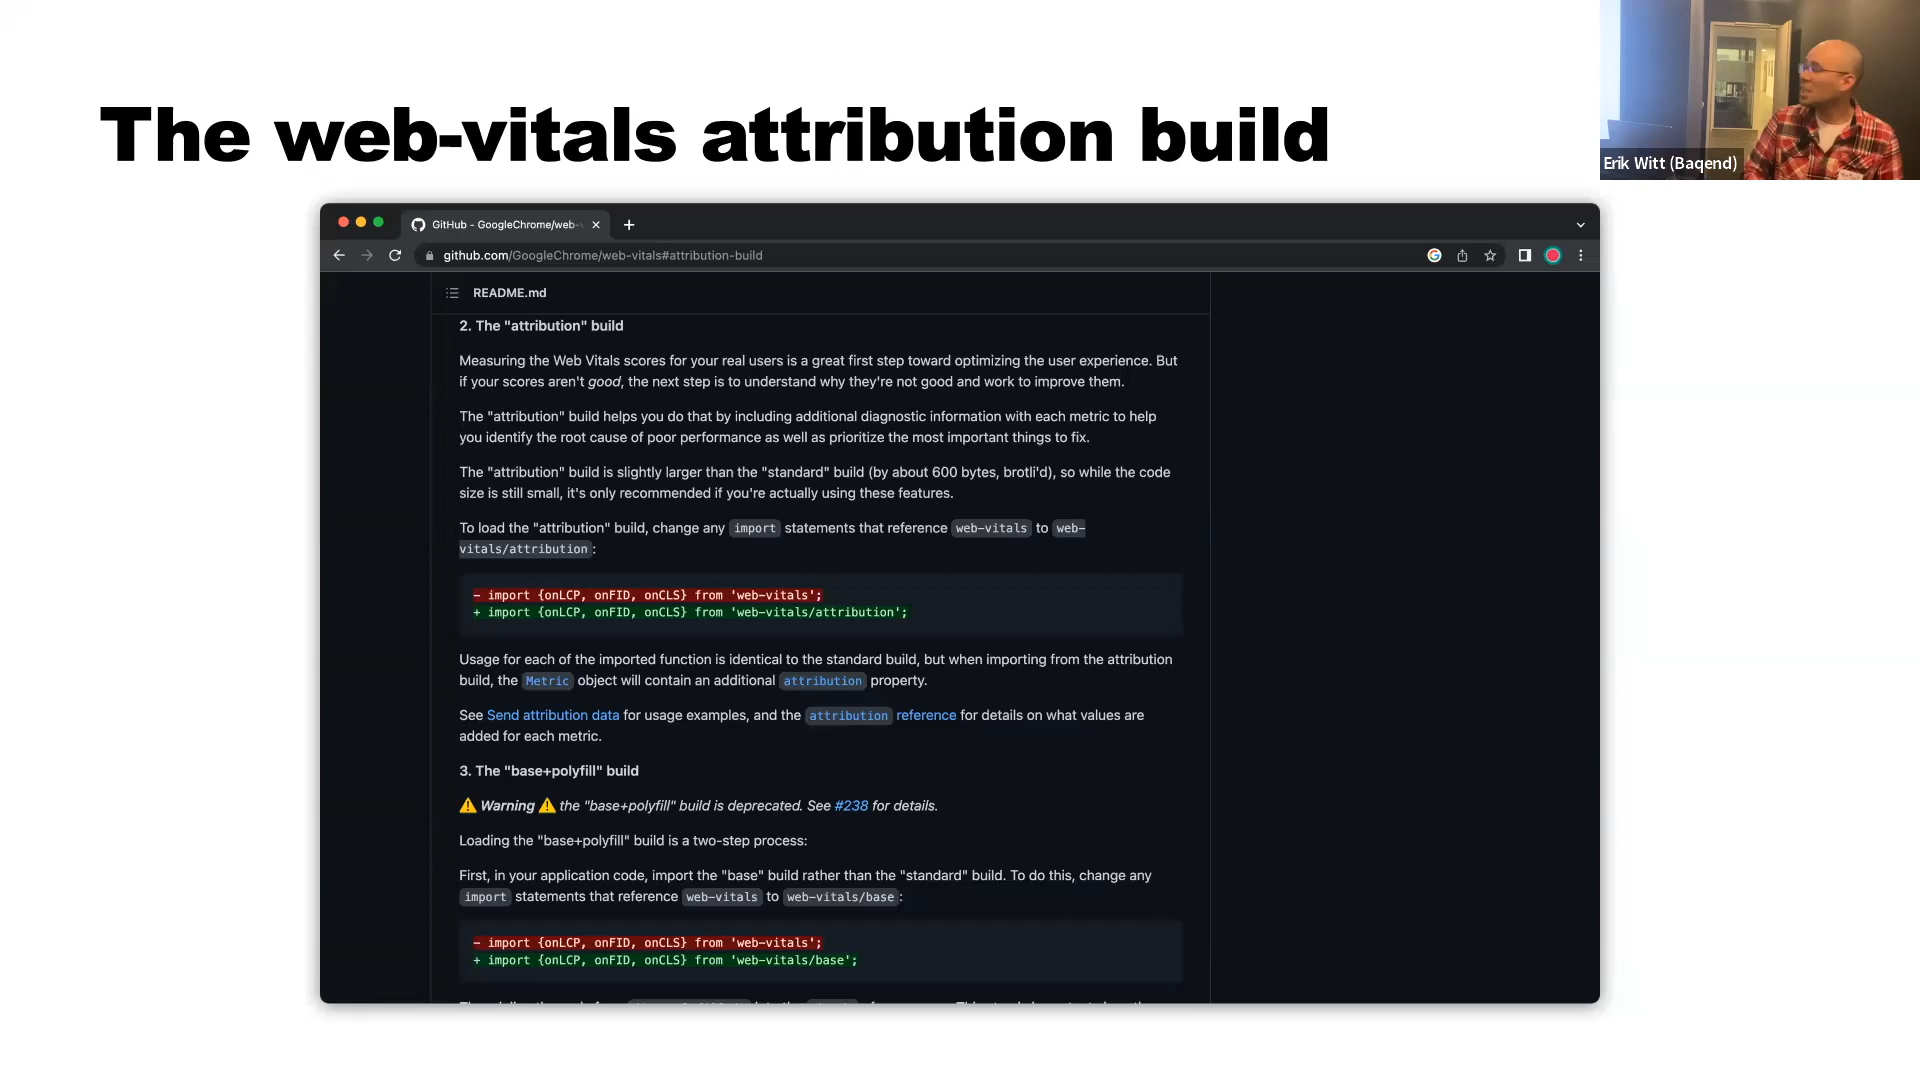 The web-vitals attribution build
Erik Witt (Baqend)
GitHub - GoogleChrome/web-
github.com/GoogleChrome/web-vitals#attribution-build
README.md
2. The "attribution" build
Measuring the Web Vitals scores for your real users is a great first step toward optimizing the user experience. But
if your scores aren't good, the next step is to understand why they're not good and work to improve them.
The "attribution" build helps you do that by including additional diagnostic information with each metric to help
you identify the root cause of poor performance as well as prioritize the most important things to fix.
The "attribution" build is slightly larger than the "standard" build (by about 600 bytes, brotli'd), so while the code
size is still small, it's only recommended if you're actually using these features.
To load the "attribution" build, change any import statements that reference web-vitals to web-
vitals/attribution:
- import {onLCP, onFID, onCLS} from 'web-vitals';
+ import {onLCP, onFID, onCLS} from 'web-vitals/attribution';
Usage for each of the imported function is identical to the standard build, but when importing from the attribution
build, the Metric object will contain an additional attribution property.
See Send attribution data for usage examples, and the attribution reference for details on what values are
added for each metric.
3. The "base+polyfill" build
⚠️ Warning ⚠️ the "base+polyfill" build is deprecated. See #238 for details.
Loading the "base+polyfill" build is a two-step process:
First, in your application code, import the "base" build rather than the "standard" build. To do this, change any
import statements that reference web-vitals to web-vitals/base:
- import {onLCP, onFID, onCLS} from 'web-vitals';
+ import {onLCP, onFID, onCLS} from 'web-vitals/base';